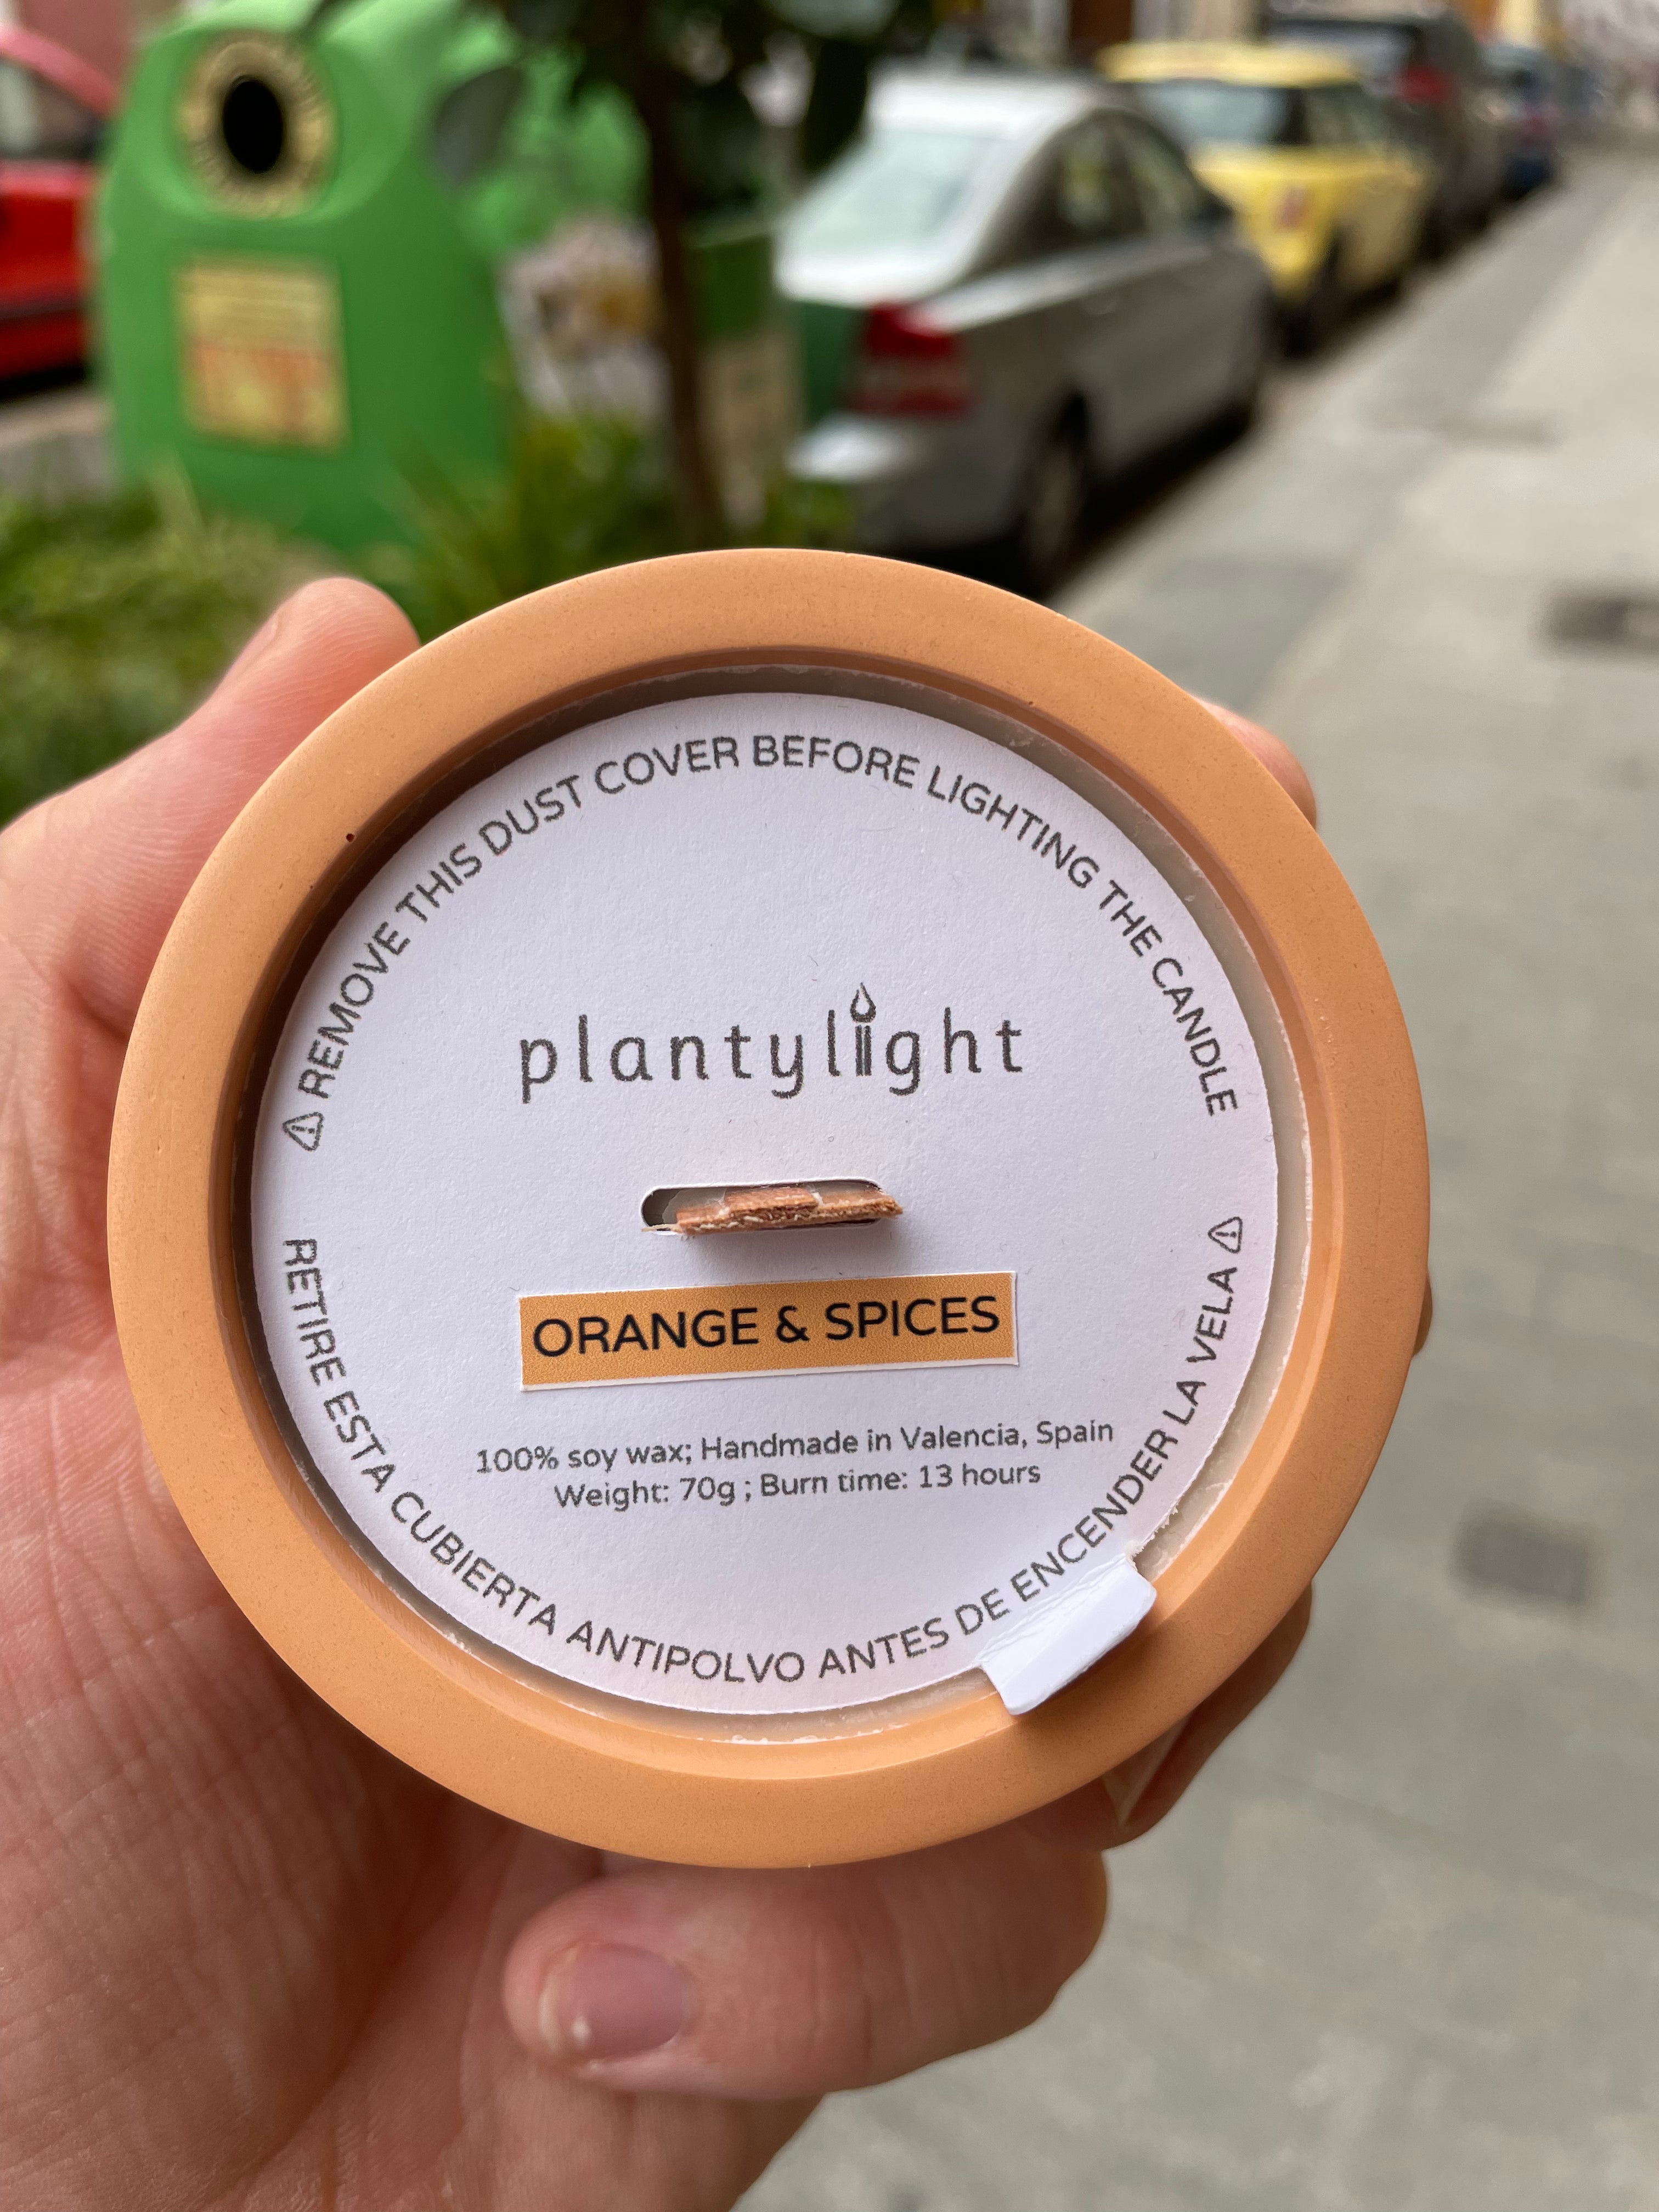 ⚠ REMOVE THIS DUST COVER BEFORE LIGHTING THE CANDLE
plantylight
ORANGE & SPICES
100% soy wax; Handmade in Valencia, Spain
Weight: 70g ; Burn time: 13 hours
RETIRE ESTA CUBIERTA ANTIPOLVO ANTES DE ENCENDER LA VELA ⚠